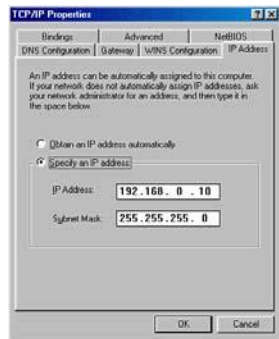 TCP/IP Properties
Bindings Advanced NetBIOS
DNS Configuration Gateway WINS Configuration IP Address
An IP address can be automatically assigned to this computer.
If your network does not automatically assign IP addresses, ask
your network administrator for an address, and then type it in
the space below.
Obtain an IP address automatically
Specify an IP address:
IP Address: 192.168. 0 .10
Subnet Mask: 255.255.255. 0
OK Cancel